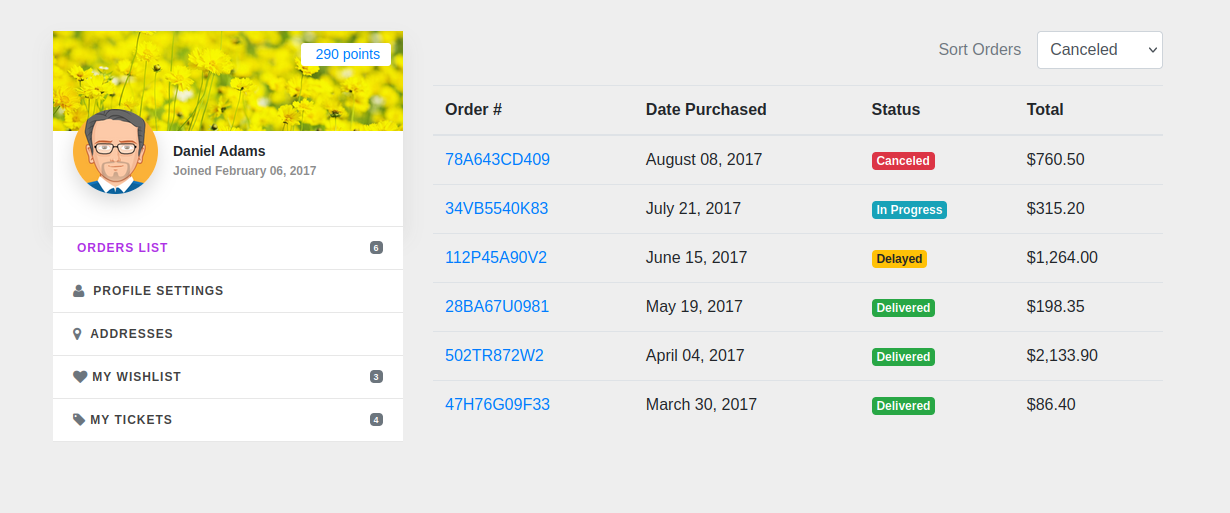 290 points
Daniel Adams
Joined February 06, 2017
ORDERS LIST 6
PROFILE SETTINGS
ADDRESSES
MY WISHLIST 3
MY TICKETS 4
Sort Orders Canceled
Order # Date Purchased Status Total
78A643CD409 August 08, 2017 Canceled $760.50
34VB5540K83 July 21, 2017 In Progress $315.20
112P45A90V2 June 15, 2017 Delayed $1,264.00
28BA67U0981 May 19, 2017 Delivered $198.35
502TR872W2 April 04, 2017 Delivered $2,133.90
47H76G09F33 March 30, 2017 Delivered $86.40